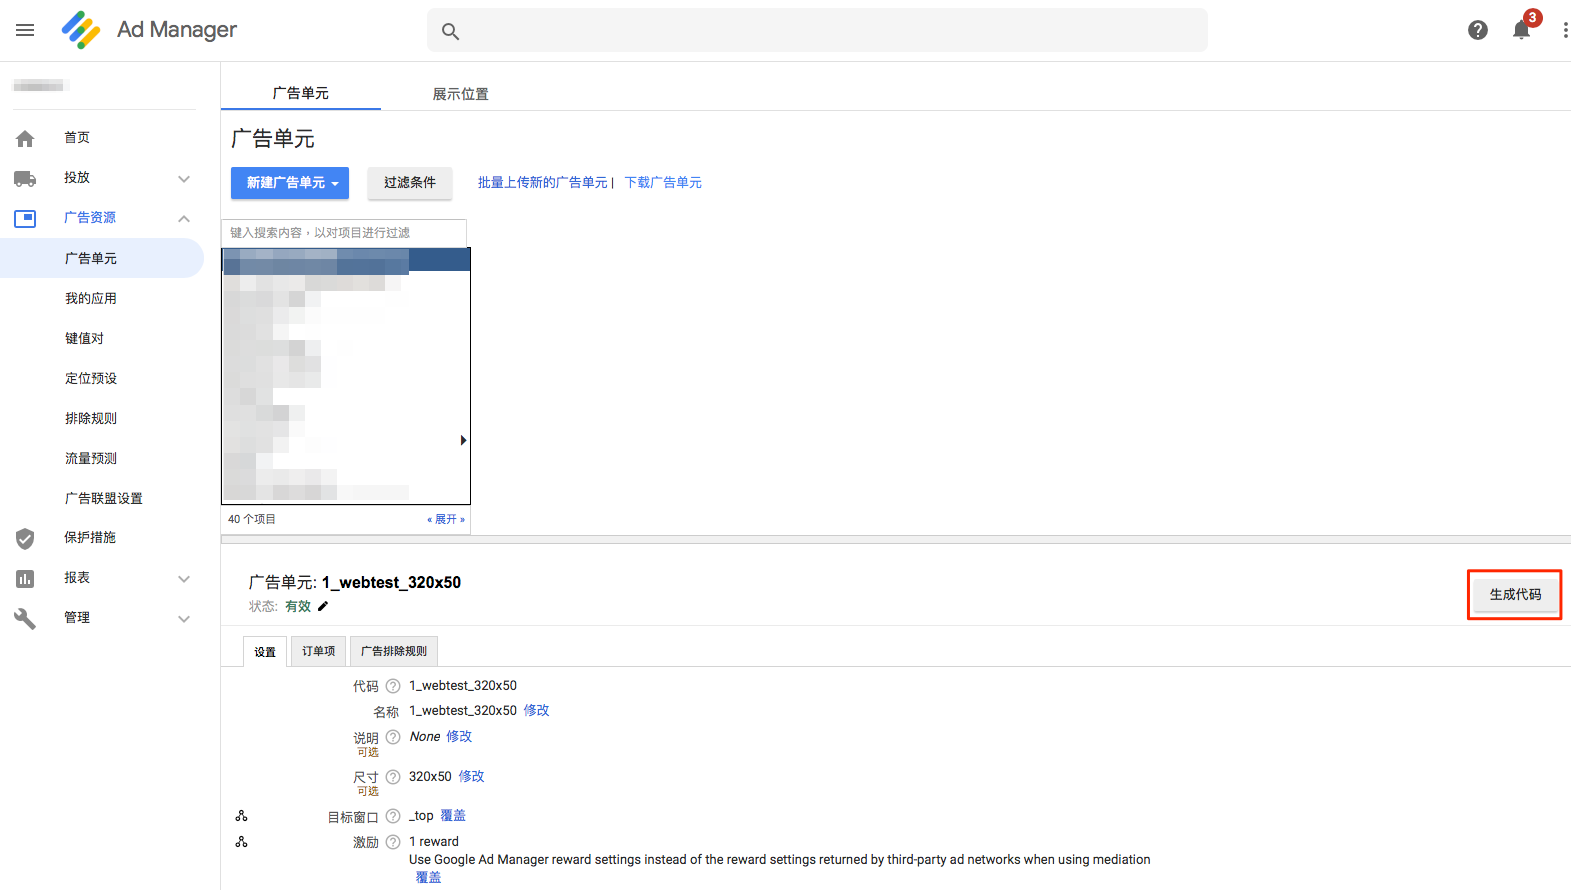 Ad Manager
3
广告单元
展示位置
首页
投放
广告资源
广告单元
我的应用
键值对
定位预设
排除规则
流量预测
广告联盟设置
保护措施
报表
管理
广告单元
新建广告单元
过滤条件
批量上传新的广告单元 | 下载广告单元
键入搜索内容，以对项目进行过滤
40 个项目
« 展开 »
广告单元: 1_webtest_320x50
状态: 有效
生成代码
设置
订单项
广告排除规则
代码 ? 1_webtest_320x50
名称 1_webtest_320x50 修改
说明 ? None 修改
可选
尺寸 ? 320x50 修改
可选
目标窗口 ? _top 覆盖
激励 ? 1 reward
Use Google Ad Manager reward settings instead of the reward settings returned by third-party ad networks when using mediation
覆盖